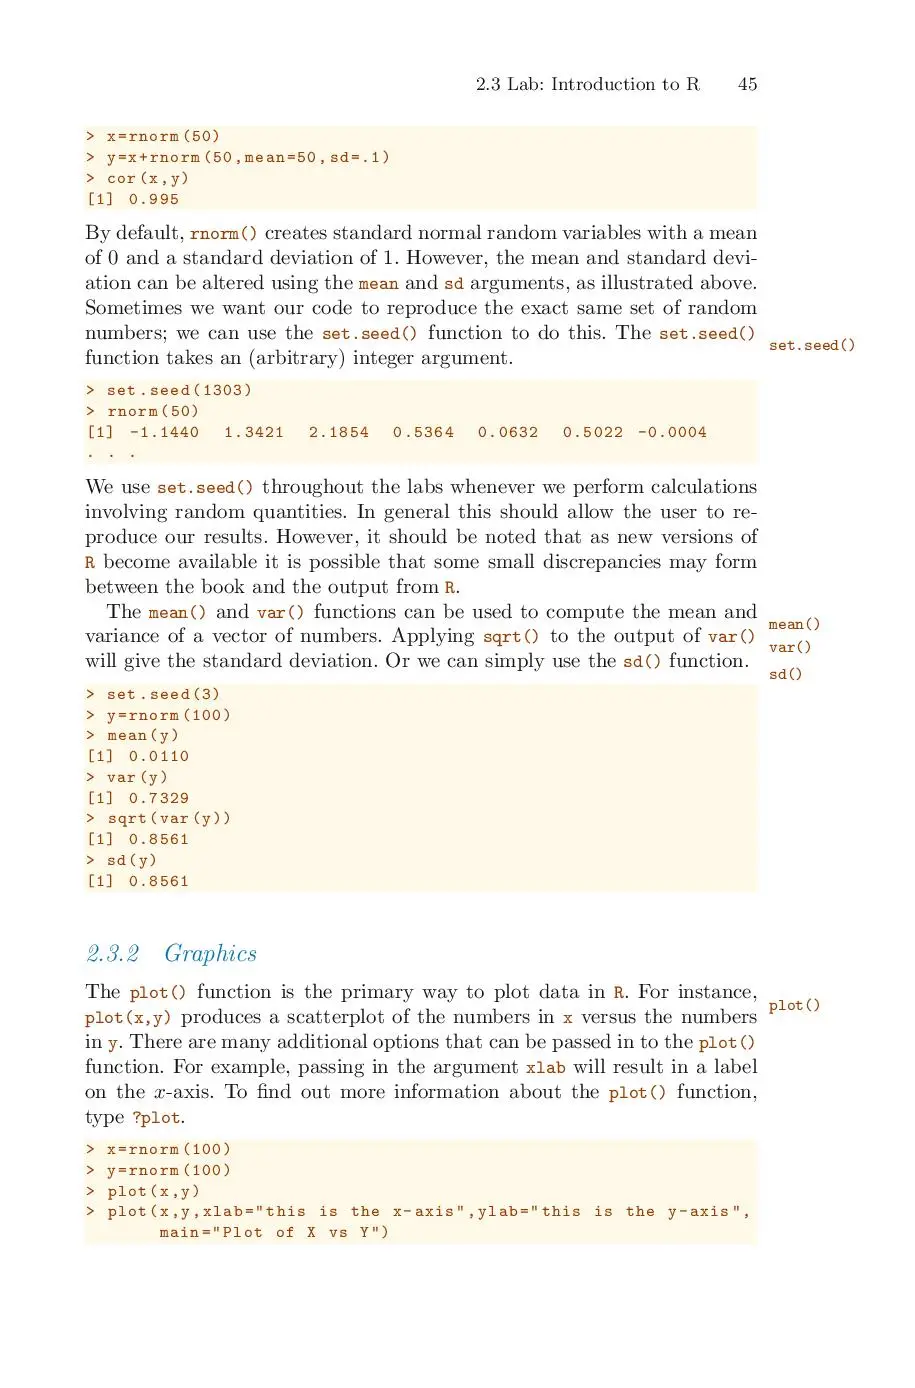 2.3 Lab: Introduction to R 45
> x=rnorm(50)
> y=x+rnorm(50,mean=50,sd=.1)
> cor(x,y)
[1] 0.995
By default, rnorm() creates standard normal random variables with a mean
of 0 and a standard deviation of 1. However, the mean and standard devi-
ation can be altered using the mean and sd arguments, as illustrated above.
Sometimes we want our code to reproduce the exact same set of random
numbers; we can use the set.seed() function to do this. The set.seed()
set.seed()
function takes an (arbitrary) integer argument.
> set.seed(1303)
> rnorm(50)
[1] -1.1440 1.3421 2.1854 0.5364 0.0632 0.5022 -0.0004
. . .
We use set.seed() throughout the labs whenever we perform calculations
involving random quantities. In general this should allow the user to re-
produce our results. However, it should be noted that as new versions of
R become available it is possible that some small discrepancies may form
between the book and the output from R.
The mean() and var() functions can be used to compute the mean and
mean()
variance of a vector of numbers. Applying sqrt() to the output of var()
var()
will give the standard deviation. Or we can simply use the sd() function.
sd()
> set.seed(3)
> y=rnorm(100)
> mean(y)
[1] 0.0110
> var(y)
[1] 0.7329
> sqrt(var(y))
[1] 0.8561
> sd(y)
[1] 0.8561
2.3.2 Graphics
The plot() function is the primary way to plot data in R. For instance,
plot()
plot(x,y) produces a scatterplot of the numbers in x versus the numbers
in y. There are many additional options that can be passed in to the plot()
function. For example, passing in the argument xlab will result in a label
on the x-axis. To find out more information about the plot() function,
type ?plot.
> x=rnorm(100)
> y=rnorm(100)
> plot(x,y)
> plot(x,y,xlab="this is the x-axis",ylab="this is the y-axis",
main="Plot of X vs Y")